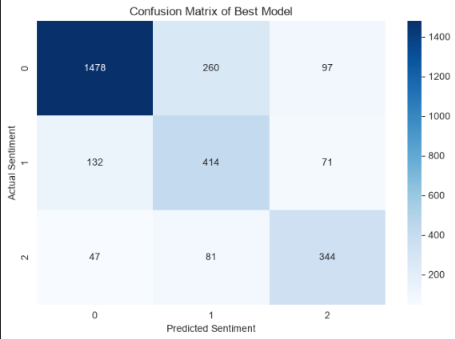 Confusion Matrix of Best Model
0 1478 260 97
1 132 414 71
2 47 81 344
0 1 2
Predicted Sentiment
Actual Sentiment
1400
1200
1000
800
600
400
200